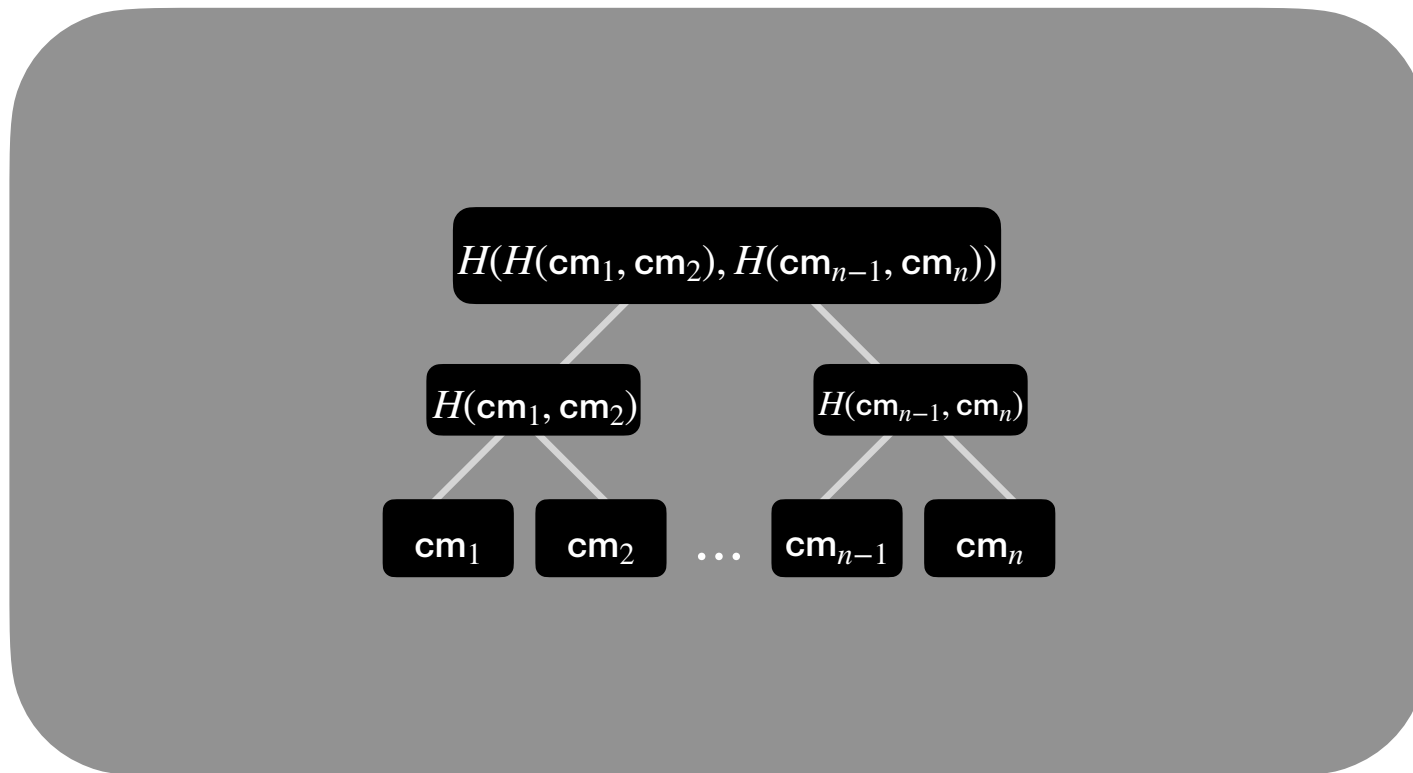 H(H(cm₁, cm₂), H(cmₙ₋₁, cmₙ))
H(cm₁, cm₂) H(cmₙ₋₁, cmₙ)
cm₁ cm₂ … cmₙ₋₁ cmₙ